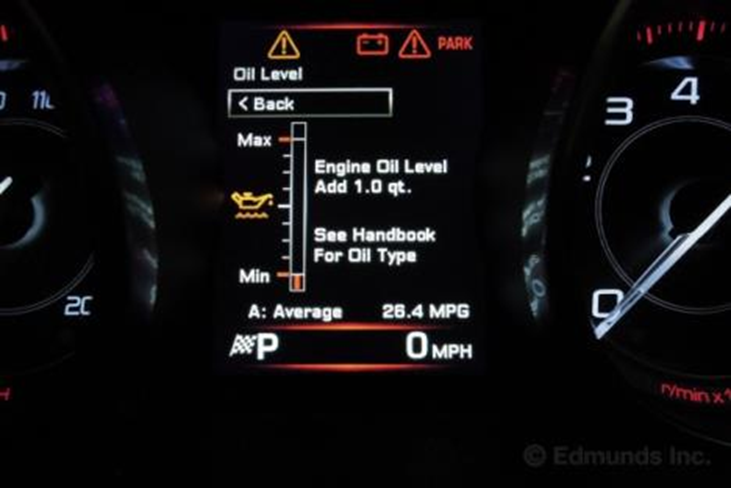 PARK
Oil Level
< Back
Max
Engine Oil Level
Add 1.0 qt.
See Handbook
For Oil Type
Min
A: Average 26.4 MPG
P 0 MPH
20
3
4
0
r/min x1
© Edmunds Inc.